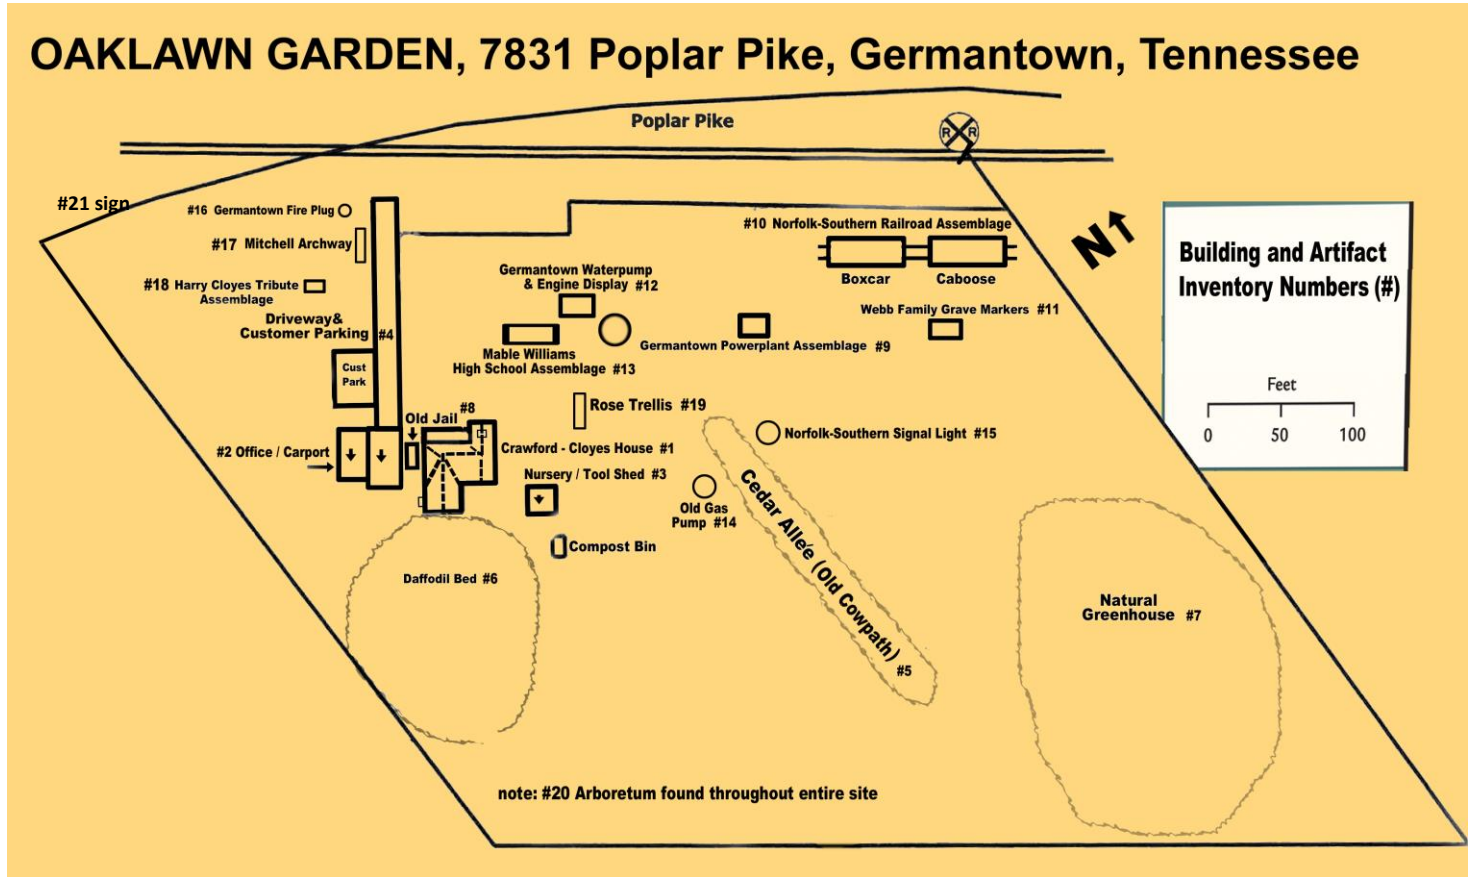 OAKLAWN GARDEN, 7831 Poplar Pike, Germantown, Tennessee
Poplar Pike
R R
#21 sign
#16 Germantown Fire Plug
#17 Mitchell Archway
#18 Harry Cloyes Tribute
Assemblage
Driveway&
Customer Parking #4
Cust
Park
#2 Office / Carport
Old Jail #8
Crawford - Cloyes House #1
Nursery / Tool Shed #3
Compost Bin
Daffodil Bed #6
Germantown Waterpump
& Engine Display #12
Mable Williams
High School Assemblage #13
Rose Trellis #19
Germantown Powerplant Assemblage #9
#10 Norfolk-Southern Railroad Assemblage
Boxcar
Caboose
Webb Family Grave Markers #11
Norfolk-Southern Signal Light #15
Old Gas
Pump #14
Cedar Alleé (Old Cowpath)
#5
Natural
Greenhouse #7
N
Building and Artifact
Inventory Numbers (#)
Feet
0 50 100
note: #20 Arboretum found throughout entire site